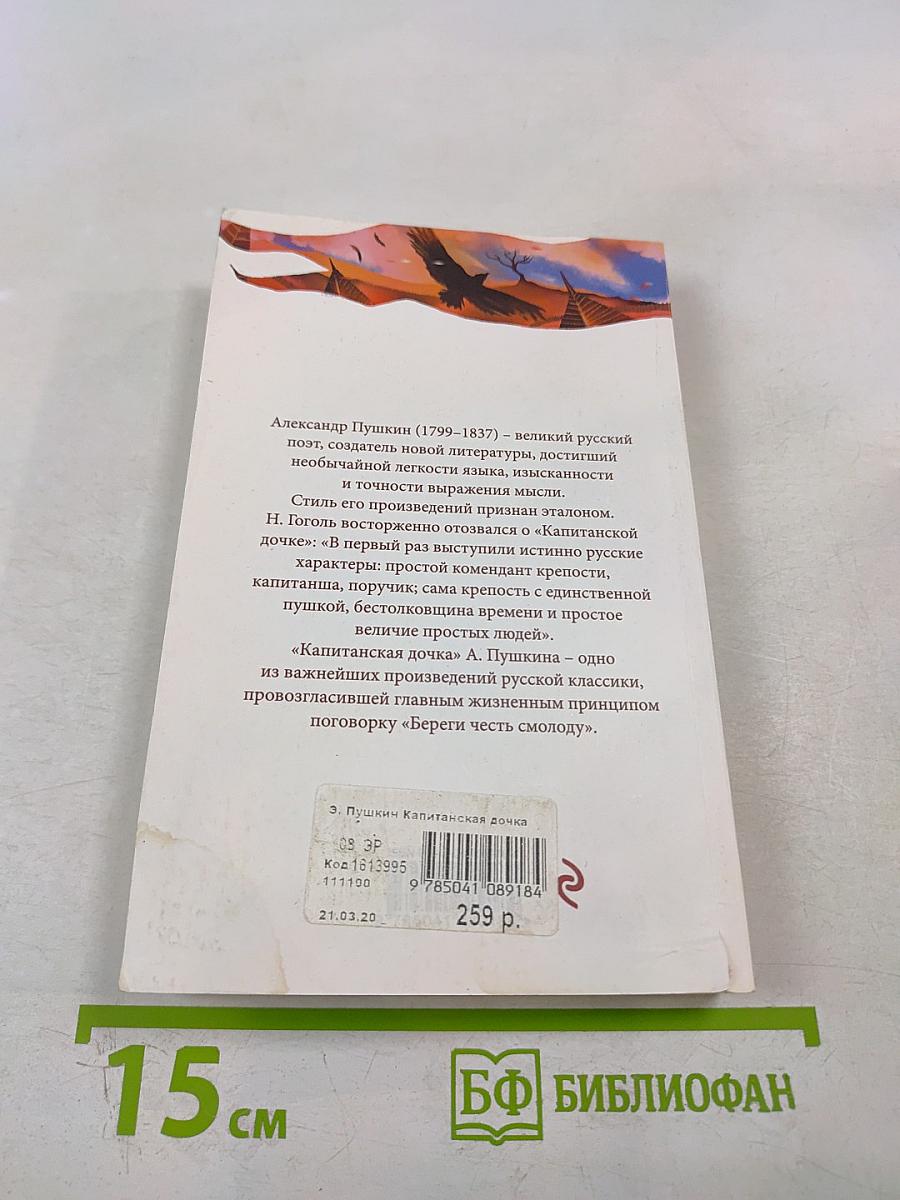 Александр Пушкин (1799–1837) – великий русский
поэт, создатель новой литературы, достигший
необычайной легкости языка, изысканности
и точности выражения мысли.
Стиль его произведений признан эталоном.
Н. Гоголь восторженно отозвался о «Капитанской
дочке»: «В первый раз выступили истинно русские
характеры: простой комендант крепости,
капитанша, поручик; сама крепость с единственной
пушкой, бестолковщина времени и простое
величие простых людей».
«Капитанская дочка» А. Пушкина – одно
из важнейших произведений русской классики,
провозгласившей главным жизненным принципом
поговорку «Береги честь смолоду».
Э. Пушкин Капитанская дочка
08 ЭР
Код 1613995
111100
9 785041 089184
21.03.20
259 р.
15 см
БФ БИБЛИОФАН